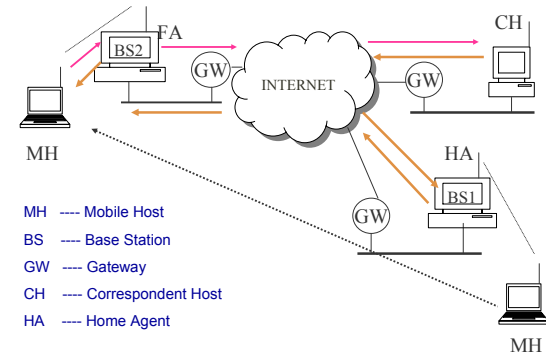 FA
BS2
CH
GW
INTERNET
GW
MH
HA
BS1
GW
MH ---- Mobile Host
BS ---- Base Station
GW ---- Gateway
CH ---- Correspondent Host
HA ---- Home Agent
MH